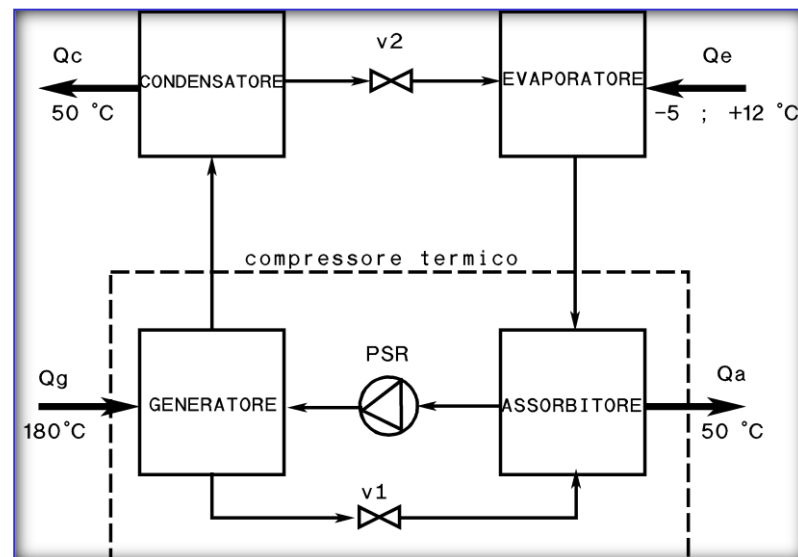 v2
Qc
Qe
CONDENSATORE
EVAPORATORE
50 °C
-5 ; +12 °C
compressore termico
PSR
Qg
Qa
GENERATORE
ASSORBITORE
180°C
50 °C
v1